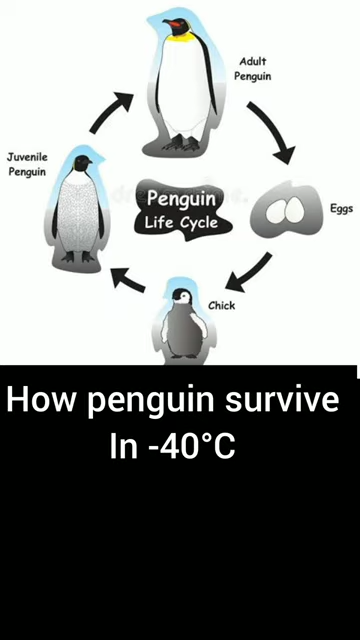 Adult
Penguin
Juvenile
Penguin
Penguin
Life Cycle
Eggs
Chick
How penguin survive
In -40°C